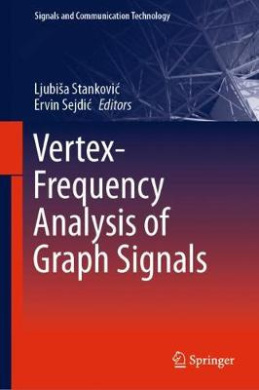 Signals and Communication Technology
Ljubiša Stanković
Ervin Sejdić Editors
Vertex-
Frequency
Analysis of
Graph Signals
Springer